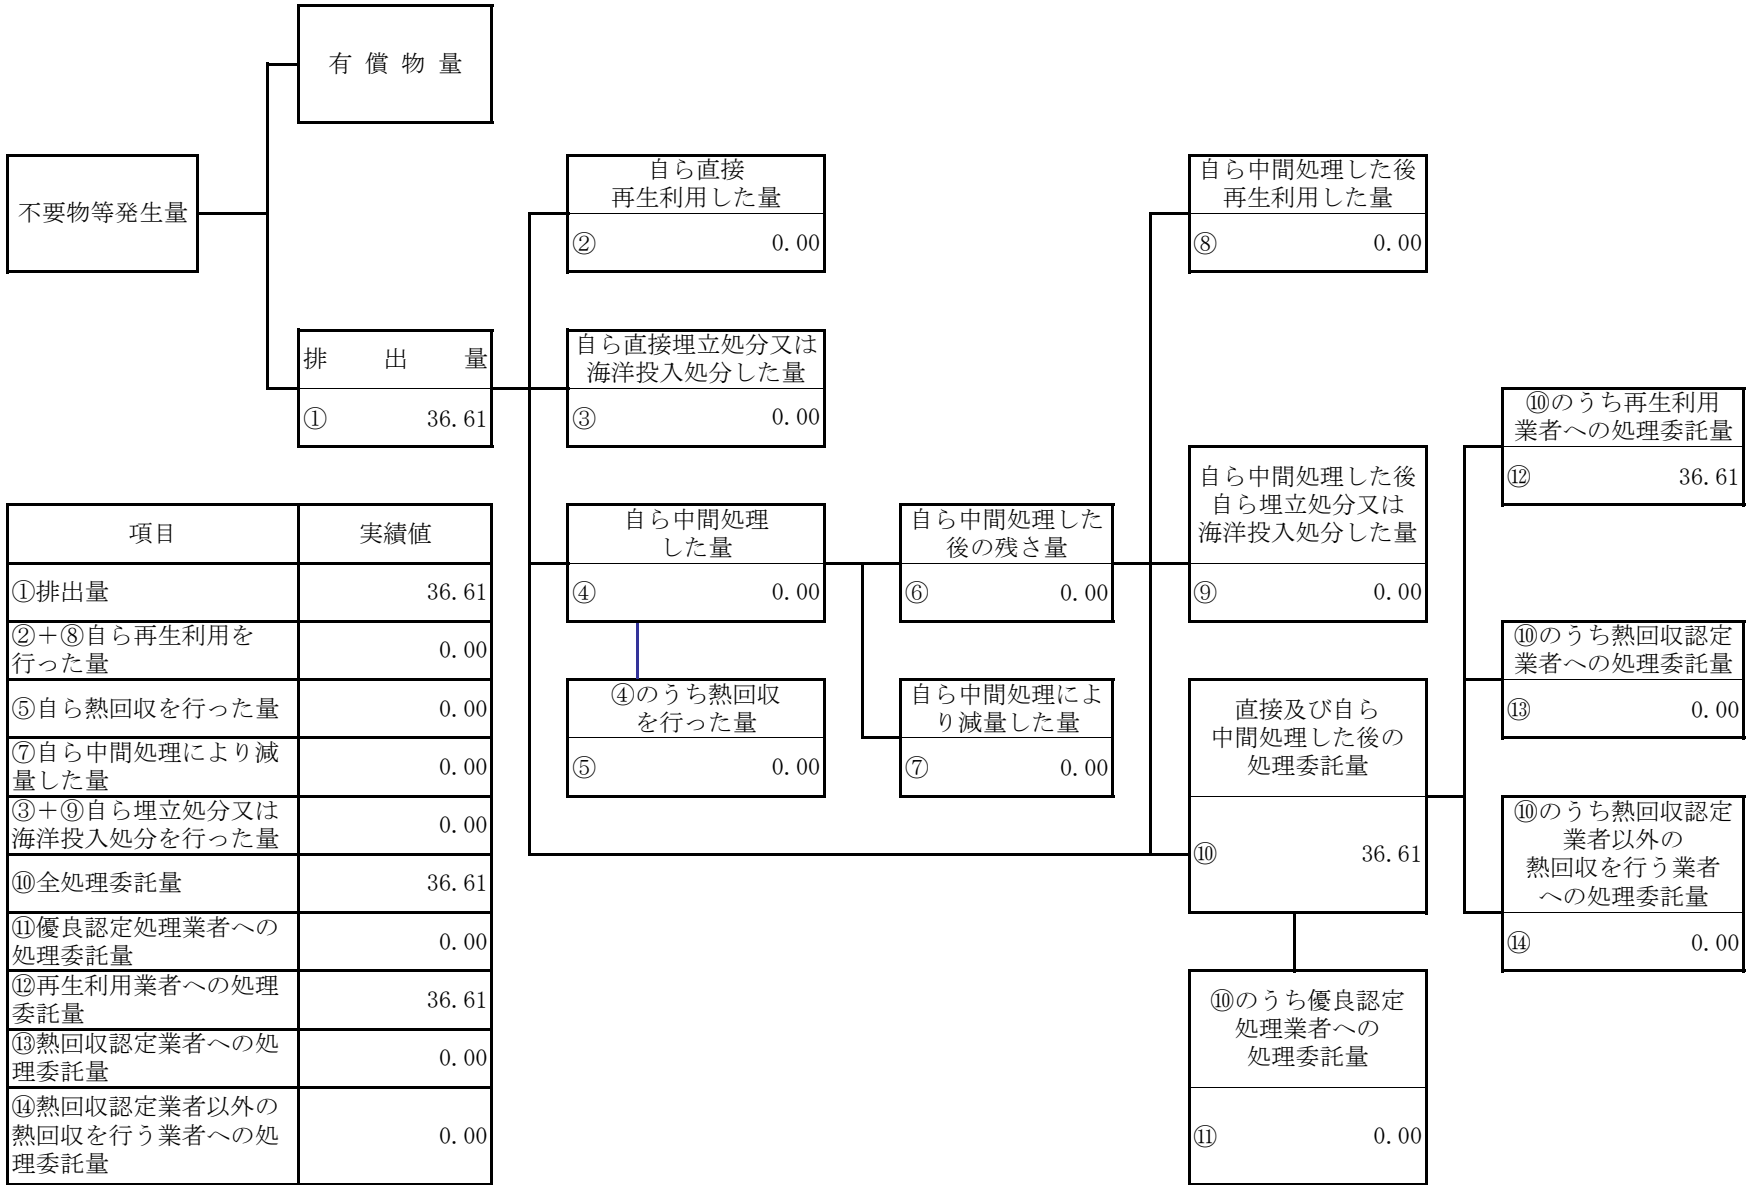 有償物量
不要物等発生量
自ら直接
再生利用した量
② 0.00
自ら中間処理した後
再生利用した量
⑧ 0.00
排出量
① 36.61
自ら直接埋立処分又は
海洋投入処分した量
③ 0.00
⑩のうち再生利用
業者への処理委託量
⑫ 36.61
自ら中間処理
した量
④ 0.00
自ら中間処理した
後の残さ量
⑥ 0.00
自ら中間処理した後
自ら埋立処分又は
海洋投入処分した量
⑨ 0.00
⑩のうち熱回収認定
業者への処理委託量
⑬ 0.00
④のうち熱回収
を行った量
⑤ 0.00
自ら中間処理によ
り減量した量
⑦ 0.00
直接及び自ら
中間処理した後の
処理委託量
⑩ 36.61
⑩のうち熱回収認定
業者以外の
熱回収を行う業者
への処理委託量
⑭ 0.00
⑩のうち優良認定
処理業者への
処理委託量
⑪ 0.00
項目 実績値
①排出量 36.61
②+⑧自ら再生利用を
行った量 0.00
⑤自ら熱回収を行った量 0.00
⑦自ら中間処理により減
量した量 0.00
③+⑨自ら埋立処分又は
海洋投入処分を行った量 0.00
⑩全処理委託量 36.61
⑪優良認定処理業者への
処理委託量 0.00
⑫再生利用業者への処理
委託量 36.61
⑬熱回収認定業者への処
理委託量 0.00
⑭熱回収認定業者以外の
熱回収を行う業者への処
理委託量 0.00